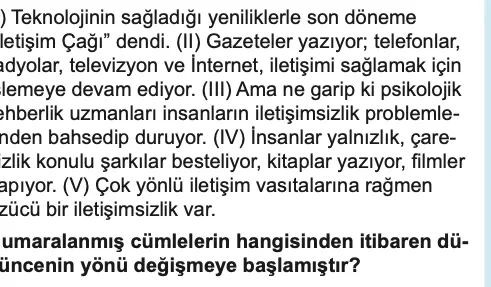 ) Teknolojinin sağladığı yeniliklerle son döneme
letişim Çağı” dendi. (II) Gazeteler yazıyor; telefonlar,
adyolar, televizyon ve İnternet, iletişimi sağlamak için
şlemeye devam ediyor. (III) Ama ne garip ki psikolojik
ehberlik uzmanları insanların iletişimsizlik problemle-
nden bahsedip duruyor. (IV) İnsanlar yalnızlık, çare-
izlik konulu şarkılar besteliyor, kitaplar yazıyor, filmler
apıyor. (V) Çok yönlü iletişim vasıtalarına rağmen
zücü bir iletişimsizlik var.
umaralanmış cümlelerin hangisinden itibaren dü-
üncenin yönü değişmeye başlamıştır?